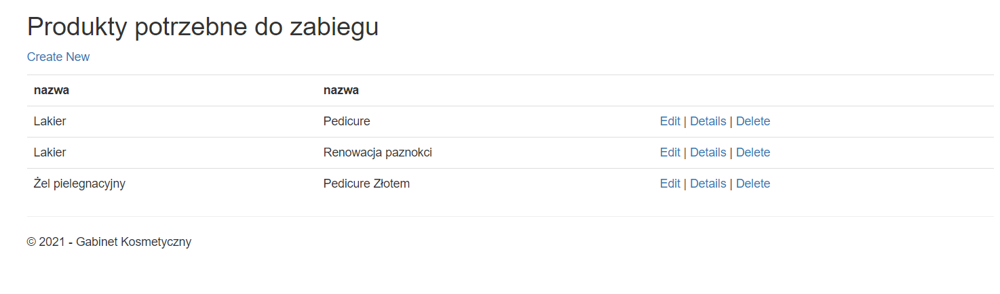 Produkty potrzebne do zabiegu
Create New
nazwa nazwa
Lakier Pedicure Edit | Details | Delete
Lakier Renowacja paznokci Edit | Details | Delete
Żel pielegnacyjny Pedicure Złotem Edit | Details | Delete
© 2021 - Gabinet Kosmetyczny